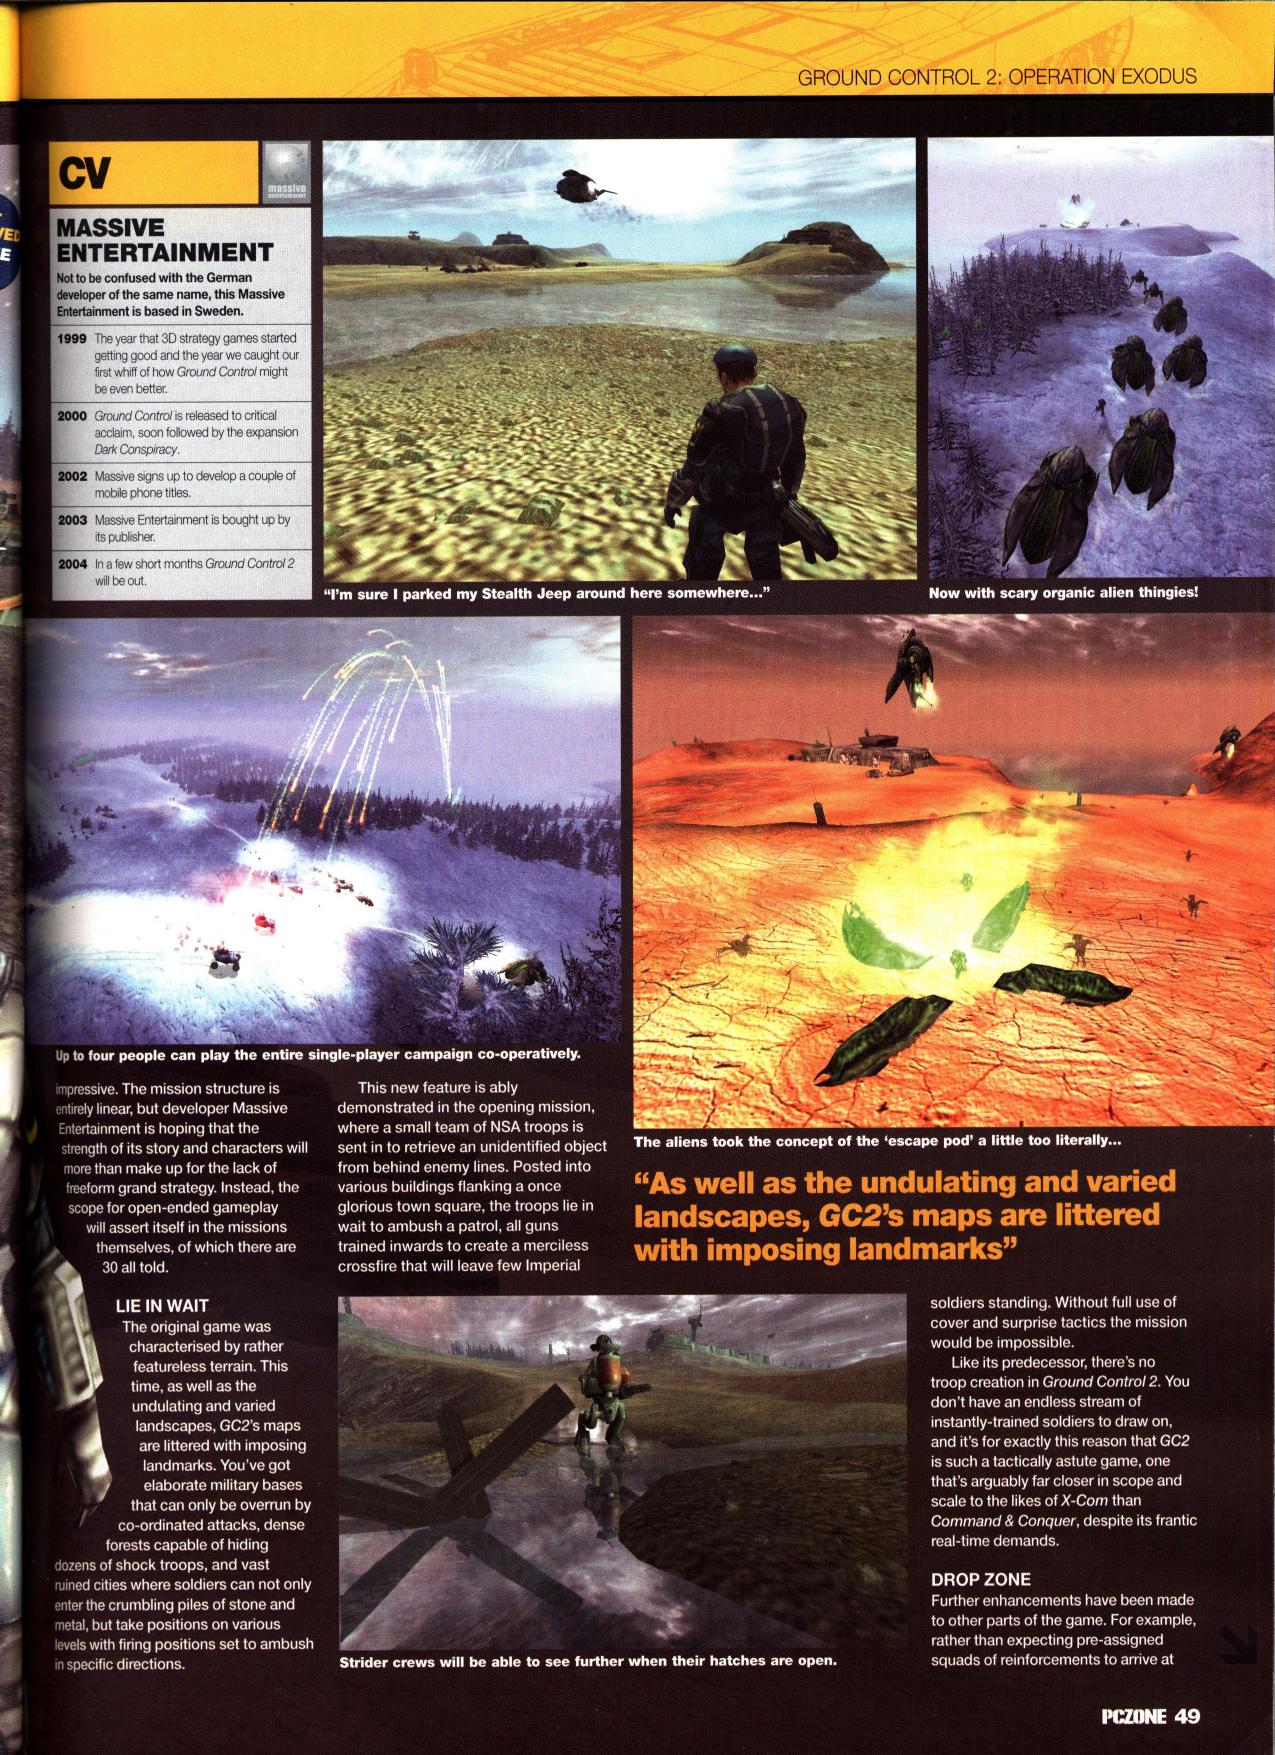 GROUND CONTROL 2: OPERATION EXODUS
CV
massive
entertainment
MASSIVE
ENTERTAINMENT
Not to be confused with the German
developer of the same name, this Massive
Entertainment is based in Sweden.
1999 The year that 3D strategy games started
getting good and the year we caught our
first whiff of how Ground Control might
be even better.
2000 Ground Control is released to critical
acclaim, soon followed by the expansion
Dark Conspiracy.
2002 Massive signs up to develop a couple of
mobile phone titles.
2003 Massive Entertainment is bought up by
its publisher.
2004 In a few short months Ground Control 2
will be out.
"I'm sure I parked my Stealth Jeep around here somewhere..."
Now with scary organic alien thingies!
Up to four people can play the entire single-player campaign co-operatively.
The aliens took the concept of the 'escape pod' a little too literally...
impressive. The mission structure is
entirely linear, but developer Massive
Entertainment is hoping that the
strength of its story and characters will
more than make up for the lack of
freeform grand strategy. Instead, the
scope for open-ended gameplay
will assert itself in the missions
themselves, of which there are
30 all told.
LIE IN WAIT
The original game was
characterised by rather
featureless terrain. This
time, as well as the
undulating and varied
landscapes, GC2's maps
are littered with imposing
landmarks. You've got
elaborate military bases
that can only be overrun by
co-ordinated attacks, dense
forests capable of hiding
dozens of shock troops, and vast
ruined cities where soldiers can not only
enter the crumbling piles of stone and
metal, but take positions on various
levels with firing positions set to ambush
in specific directions.
This new feature is ably
demonstrated in the opening mission,
where a small team of NSA troops is
sent in to retrieve an unidentified object
from behind enemy lines. Posted into
various buildings flanking a once
glorious town square, the troops lie in
wait to ambush a patrol, all guns
trained inwards to create a merciless
crossfire that will leave few Imperial
"As well as the undulating and varied
landscapes, GC2's maps are littered
with imposing landmarks"
Strider crews will be able to see further when their hatches are open.
soldiers standing. Without full use of
cover and surprise tactics the mission
would be impossible.
Like its predecessor, there's no
troop creation in Ground Control 2. You
don't have an endless stream of
instantly-trained soldiers to draw on,
and it's for exactly this reason that GC2
is such a tactically astute game, one
that's arguably far closer in scope and
scale to the likes of X-Com than
Command & Conquer, despite its frantic
real-time demands.
DROP ZONE
Further enhancements have been made
to other parts of the game. For example,
rather than expecting pre-assigned
squads of reinforcements to arrive at
PCZONE 49